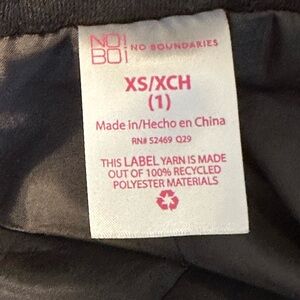 NO! BO! NO BOUNDARIES
XS/XCH
(1)
Made in/Hecho en China
RN# 52469 Q29
THIS LABEL YARN IS MADE
OUT OF 100% RECYCLED
POLYESTER MATERIALS